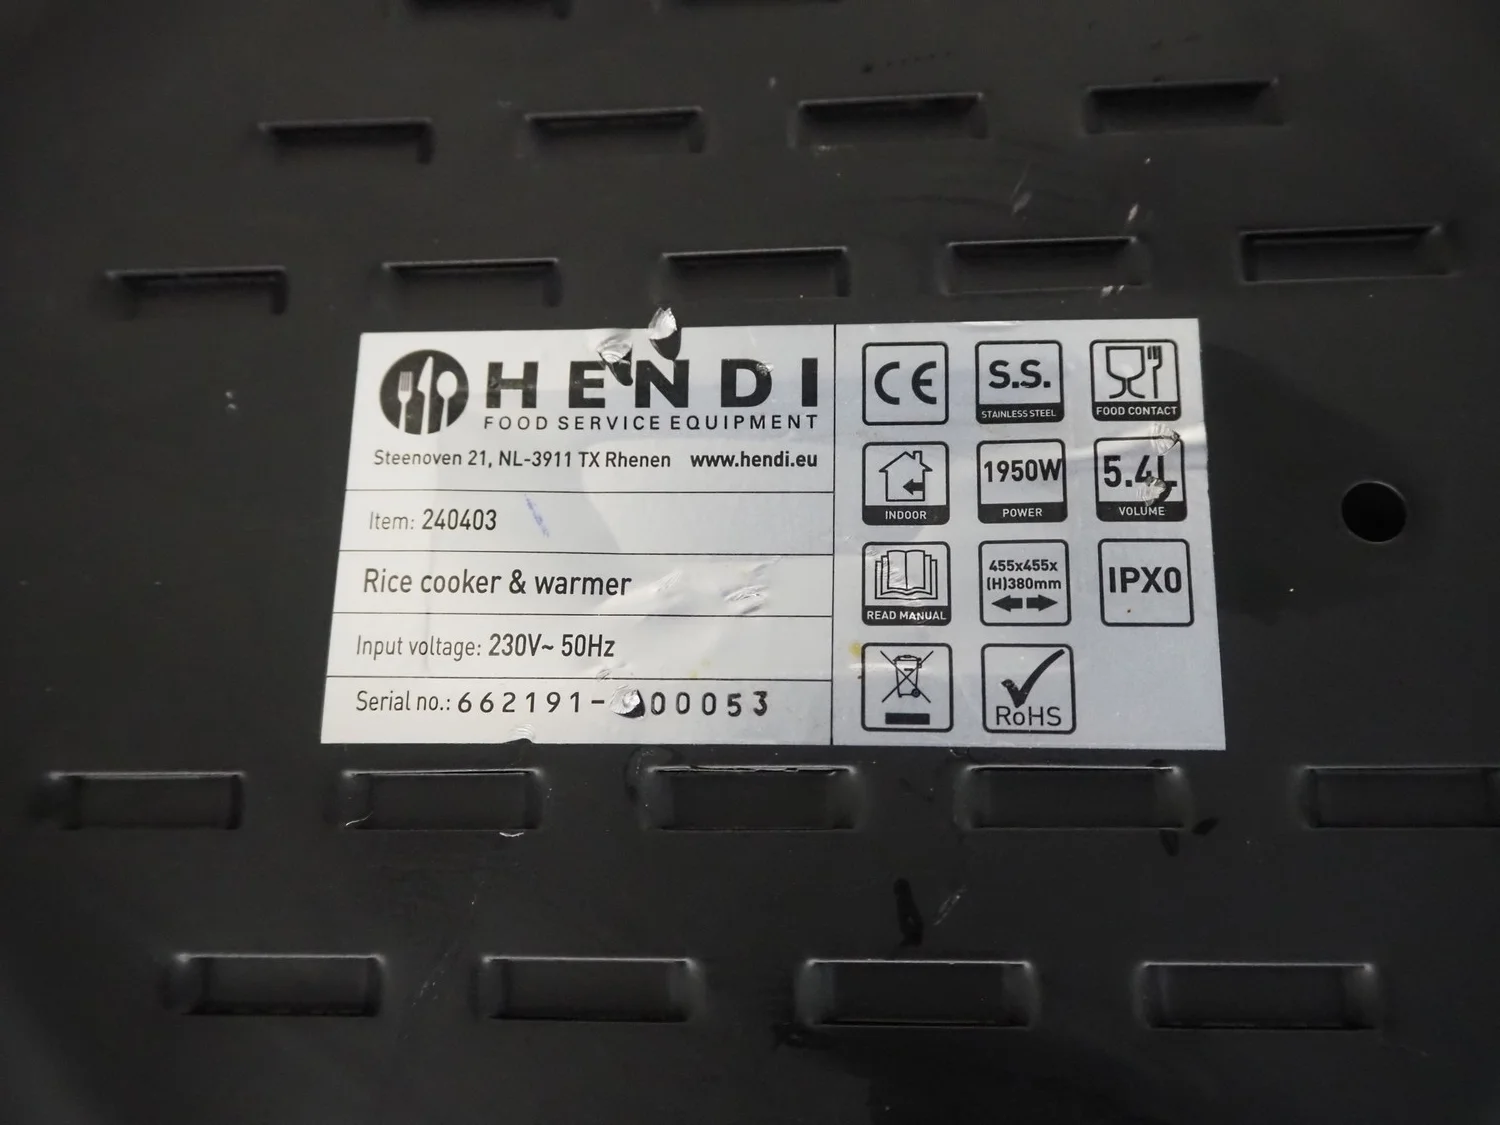 HENDI
FOOD SERVICE EQUIPMENT
Steenoven 21, NL-3911 TX Rhenen www.hendi.eu
Item: 240403
Rice cooker & warmer
Input voltage: 230V~ 50Hz
Serial no.:
CE
S.S.
STAINLESS STEEL
FOOD CONTACT
INDOOR
1950W
POWER
5.4L
VOLUME
READ MANUAL
455x455x
(H)380mm
IPX0
RoHS